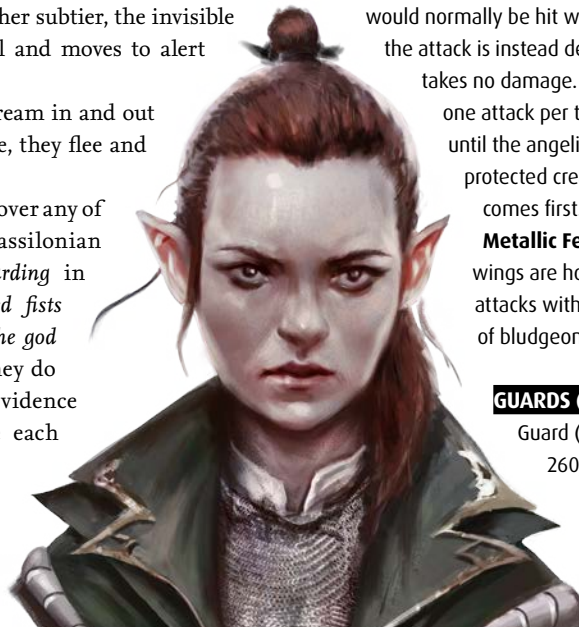 her subtier, the invisible
l and moves to alert
ream in and out
e, they flee and
over any of
assilonian
rding in
d fists
he god
hey do
vidence
each
would normally be hit w
the attack is instead de
takes no damage.
one attack per t
until the angeli
protected cre
comes first
Metallic Fe
wings are ho
attacks with
of bludgeon
GUARDS (
Guard (
260